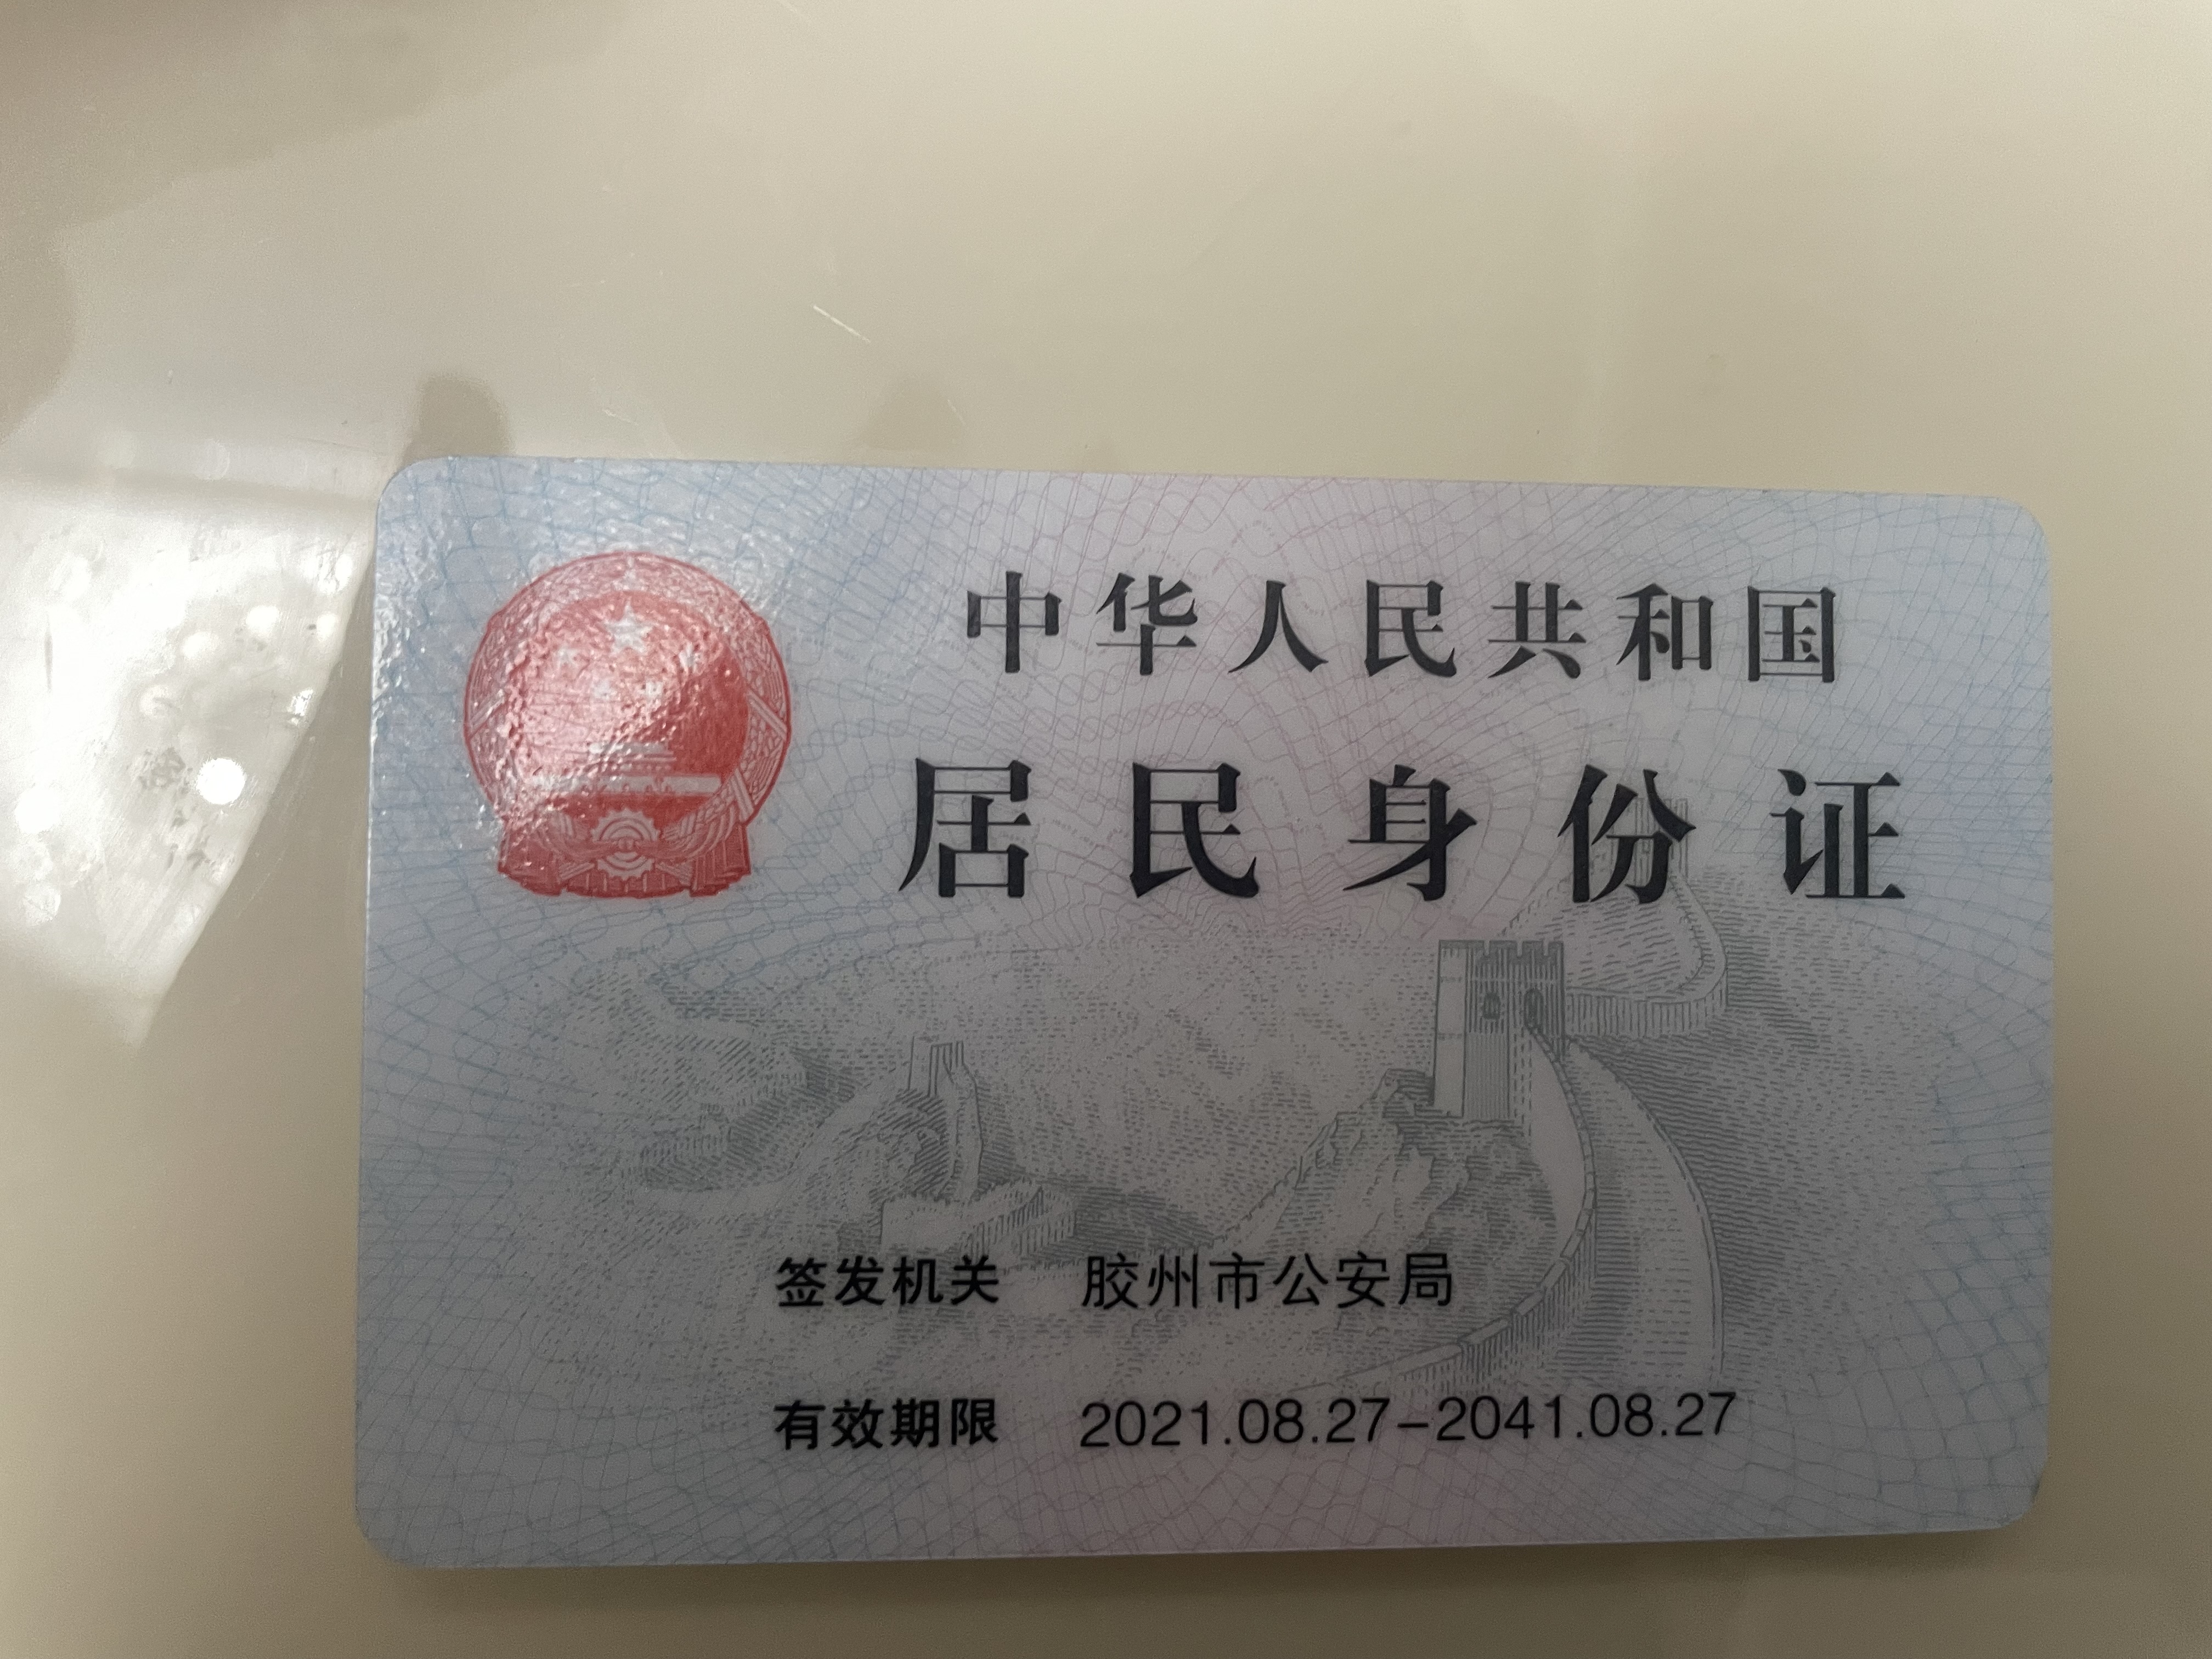 中华人民共和国
居民身份证
签发机关 胶州市公安局
有效期限 2021.08.27-2041.08.27